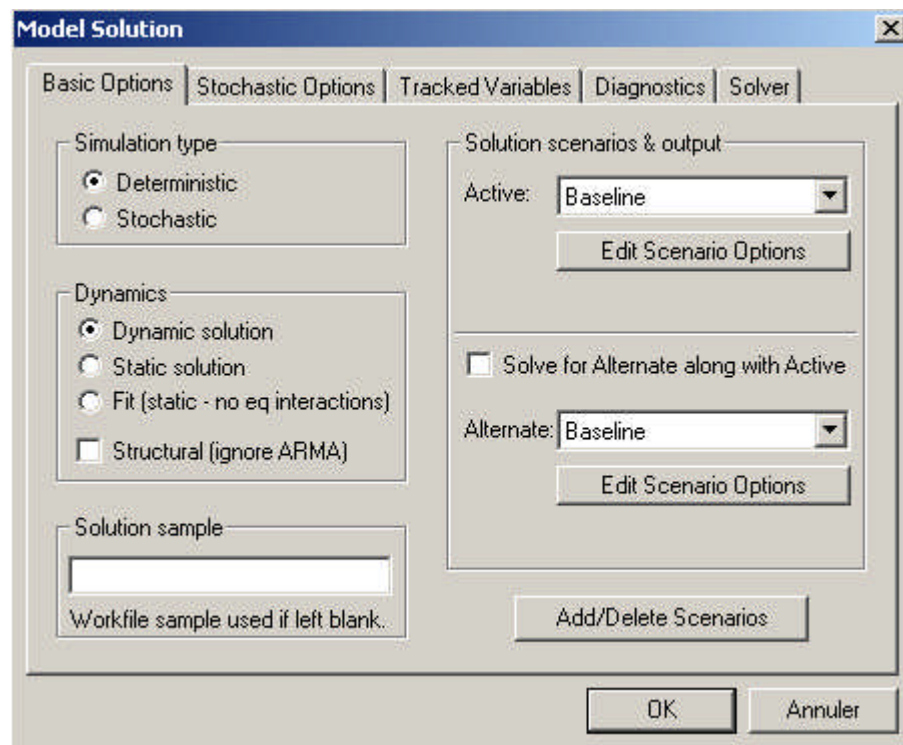 Model Solution
Basic Options
Stochastic Options
Tracked Variables
Diagnostics
Solver
Simulation type
Deterministic
Stochastic
Dynamics
Dynamic solution
Static solution
Fit (static - no eq interactions)
Structural (ignore ARMA)
Solution sample
Workfile sample used if left blank.
Solution scenarios & output
Active:
Baseline
Edit Scenario Options
Solve for Alternate along with Active
Alternate:
Baseline
Edit Scenario Options
Add/Delete Scenarios
OK
Annuler